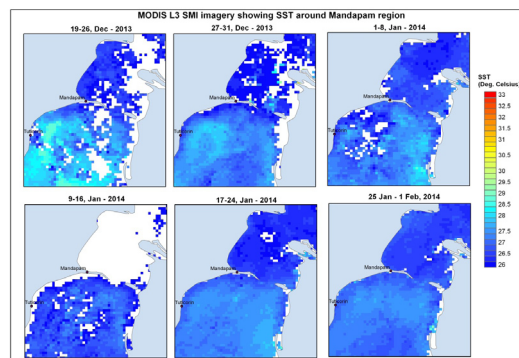 MODIS L3 SMI imagery showing SST around Mandapam region
19-26, Dec - 2013
27-31, Dec - 2013
1-8, Jan - 2014
Mandapam
Mandapam
Mandapam
Tuticorin
Tuticorin
SST
(Deg. Celsius)
33
32.5
32
31.5
31
30.5
30
29.5
29
28.5
28
27.5
27
26.5
26
9-16, Jan - 2014
17-24, Jan - 2014
25 Jan - 1 Feb, 2014
Mandapam
Mandapam
Mandapam
Tuticorin
Tuticorin
Tuticorin